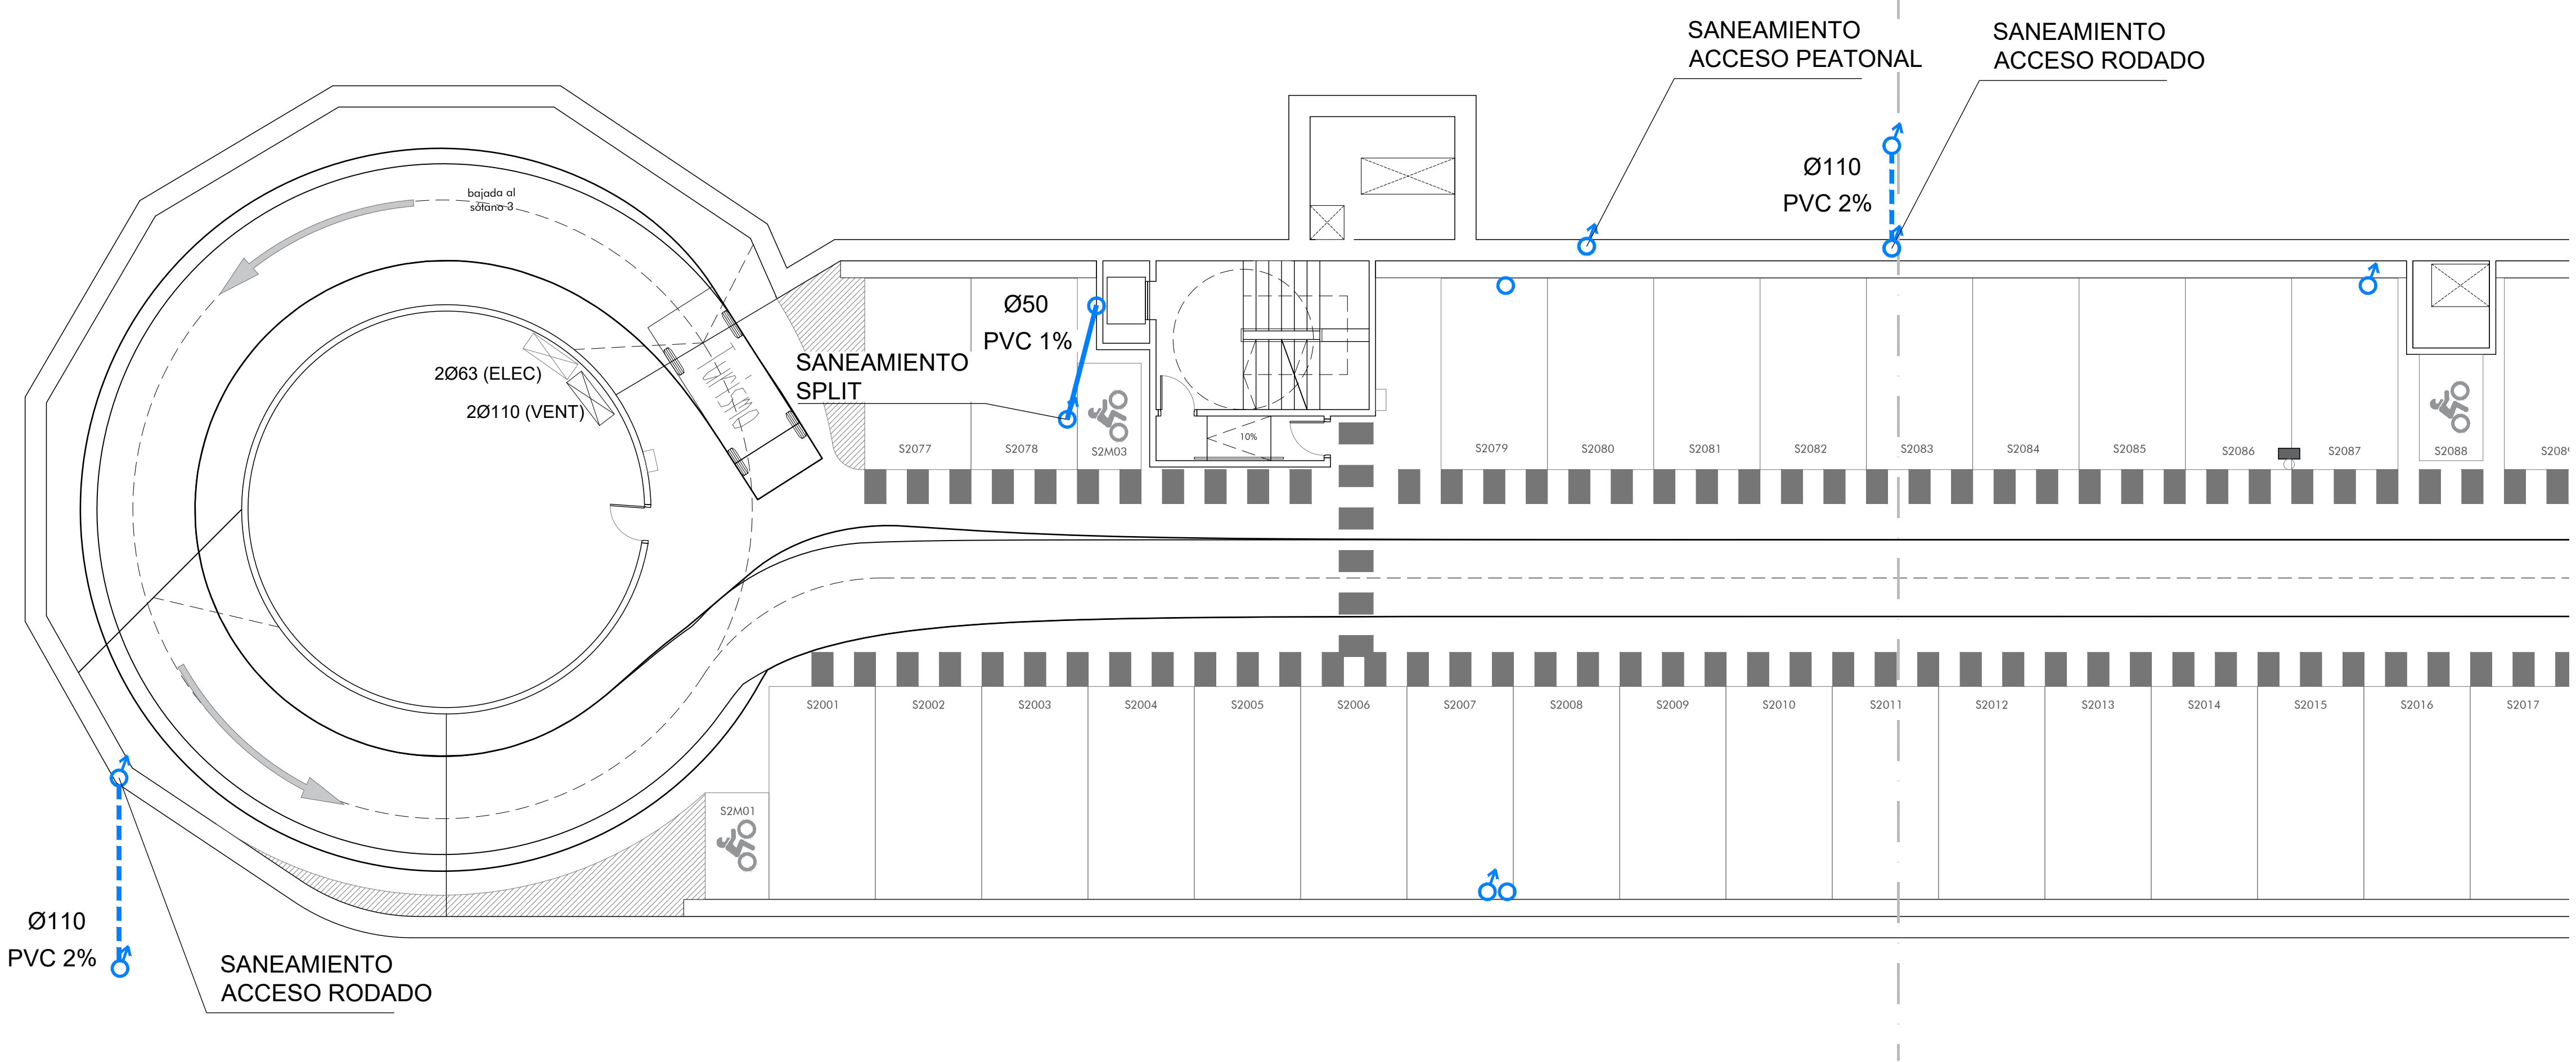 SANEAMIENTO
ACCESO PEATONAL
SANEAMIENTO
ACCESO RODADO
Ø110
PVC 2%
bajada al
sótano 3
Ø50
PVC 1%
SANEAMIENTO
SPLIT
2Ø63 (ELEC)
2Ø110 (VENT)
TURISMO
10%
S2077
S2078
S2M03
S2079
S2080
S2081
S2082
S2083
S2084
S2085
S2086
S2087
S2088
S2001
S2002
S2003
S2004
S2005
S2006
S2007
S2008
S2009
S2010
S2011
S2012
S2013
S2014
S2015
S2016
S2017
S2M01
Ø110
PVC 2%
SANEAMIENTO
ACCESO RODADO